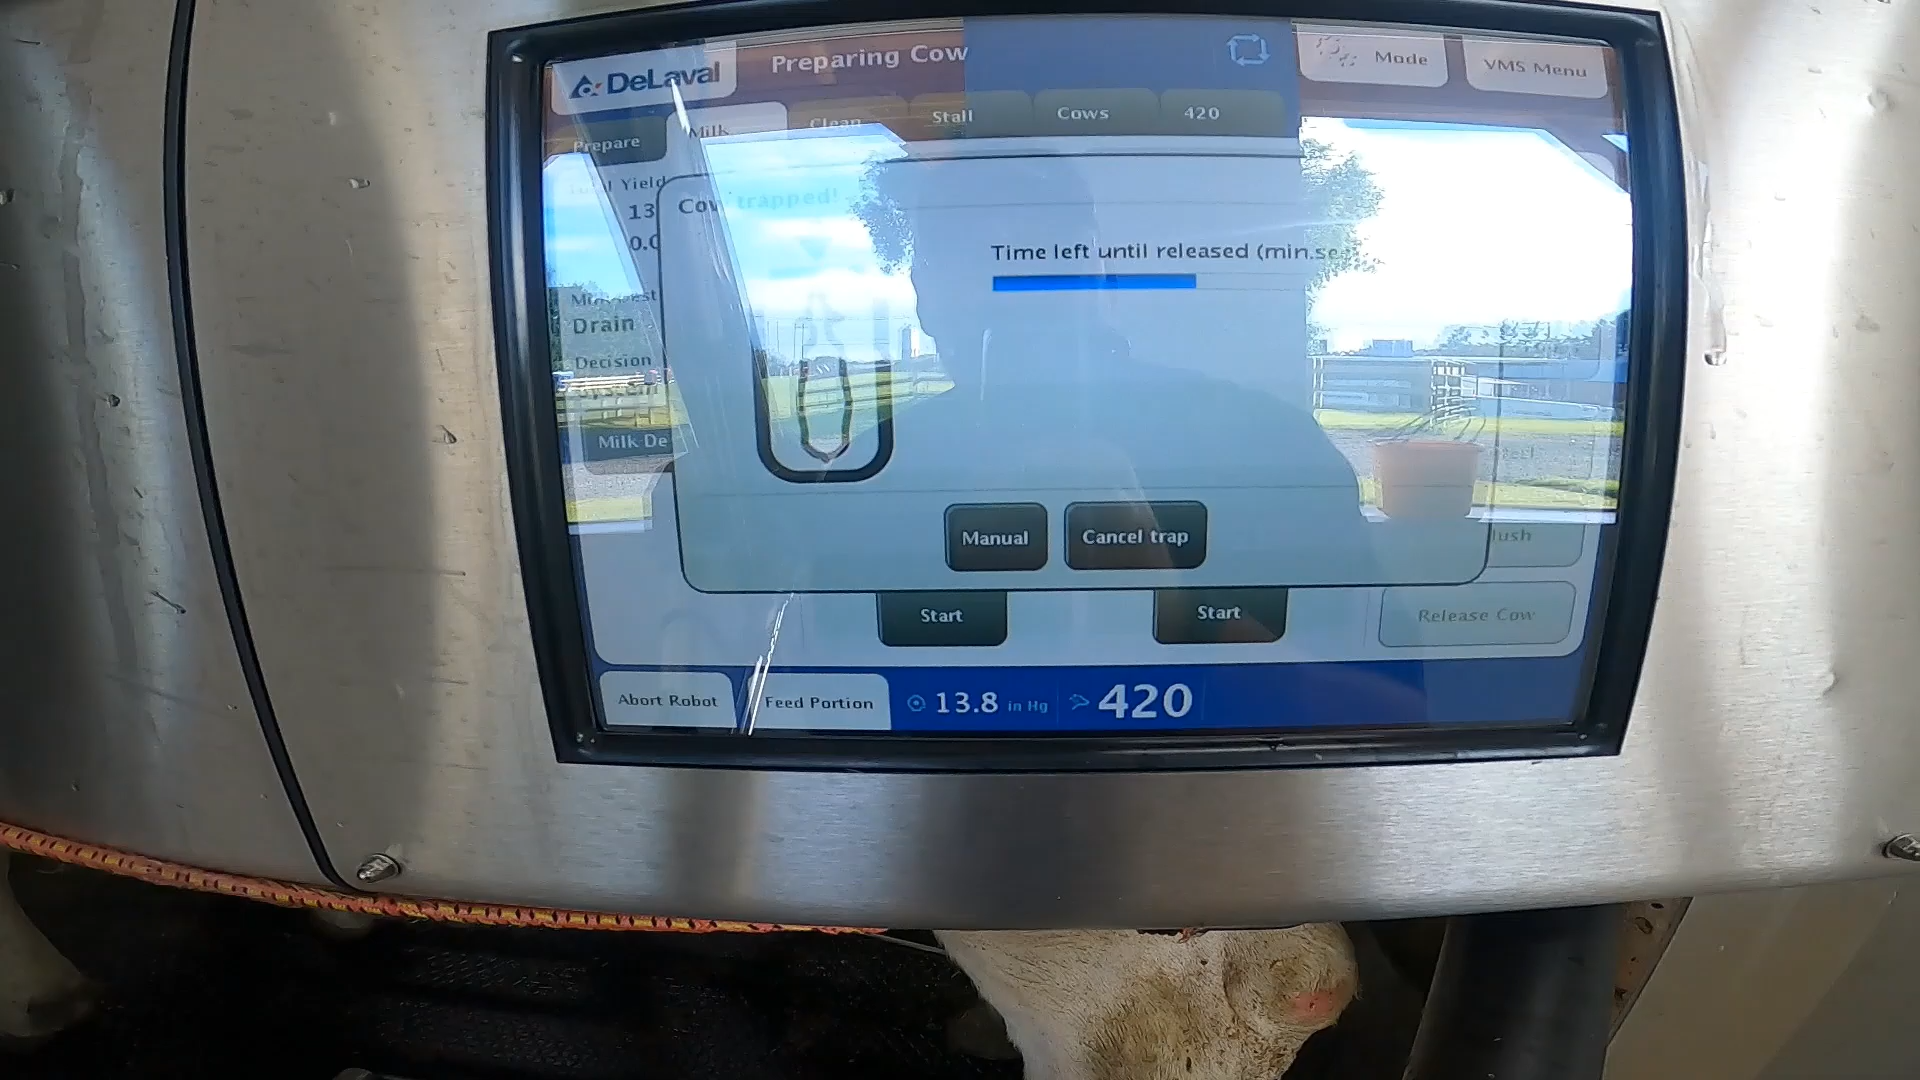 DeLaval
Preparing Cow
Mode
VMS Menu
Prepare
Milk
Clean
Stall
Cows
420
Yield
13
Cow trapped!
0.0
Time left until released (min.se
Drain
Decision
Milk De
Manual
Cancel trap
Start
Start
Release Cow
Abort Robot
Feed Portion
13.8 in Hg
420